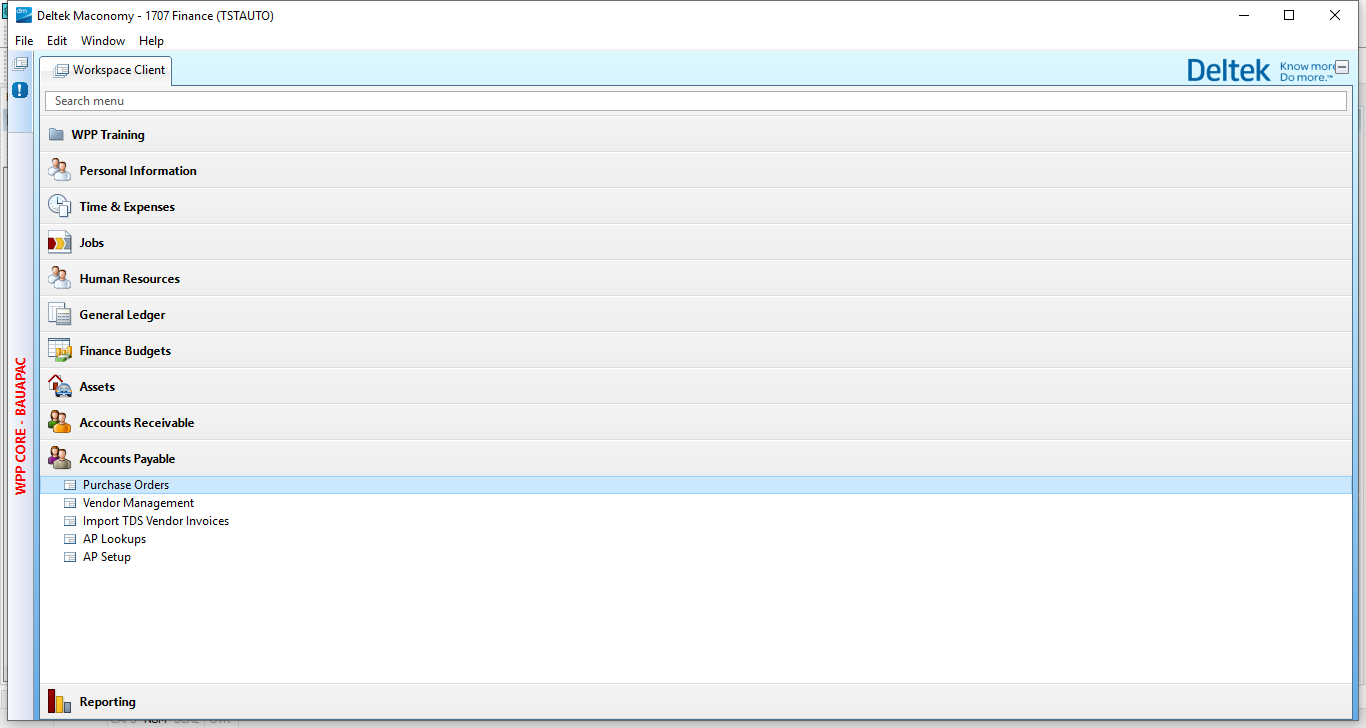 Deltek Maconomy - 1707 Finance (TSTAUTO)
File Edit Window Help
Workspace Client
Deltek Know more
Do more.™
Search menu
WPP Training
Personal Information
Time & Expenses
Jobs
Human Resources
General Ledger
Finance Budgets
Assets
Accounts Receivable
Accounts Payable
Purchase Orders
Vendor Management
Import TDS Vendor Invoices
AP Lookups
AP Setup
Reporting
WPP CORE - BAUAPAC